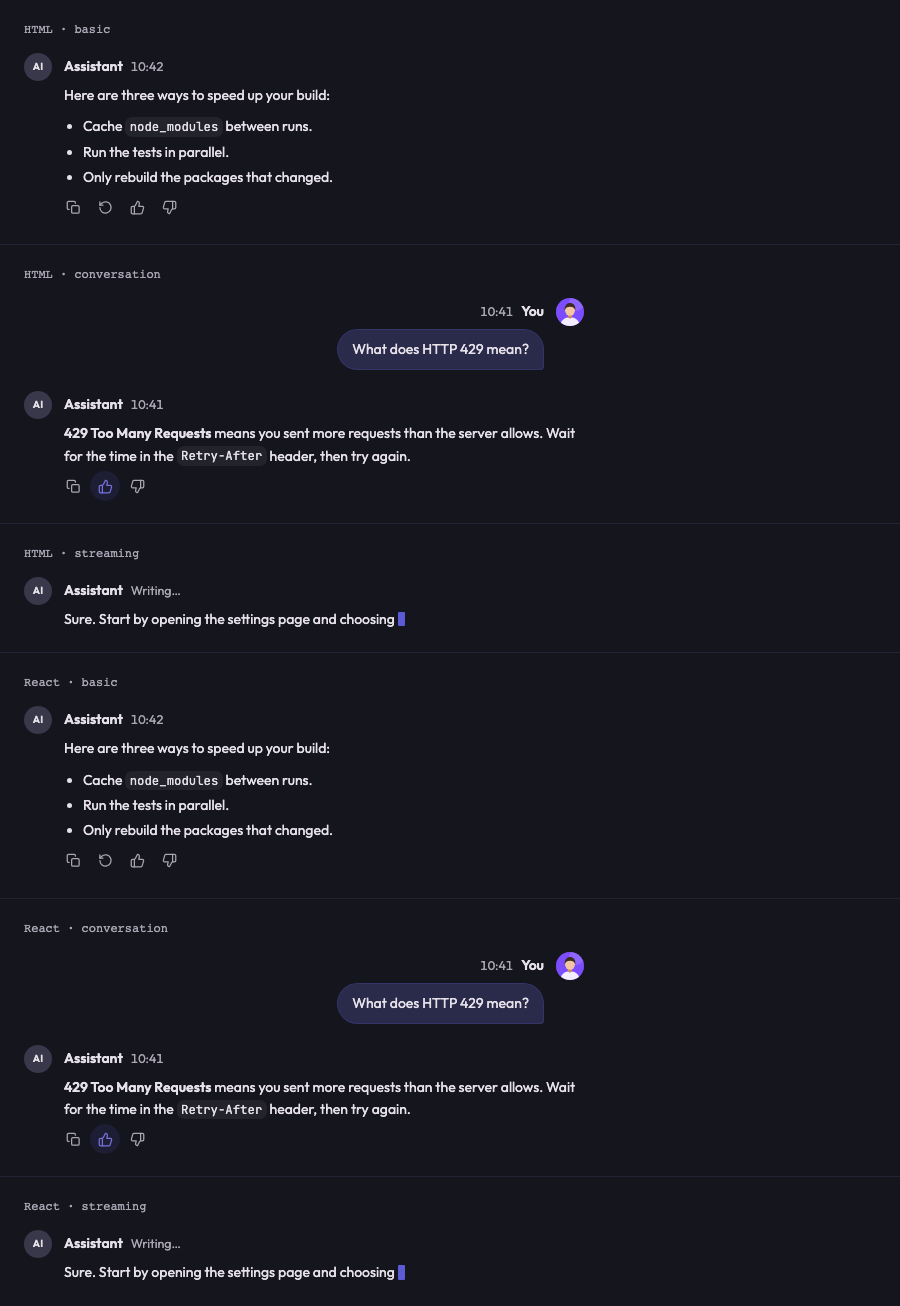 HTML • basic
AI Assistant 10:42
Here are three ways to speed up your build:
• Cache node_modules between runs.
• Run the tests in parallel.
• Only rebuild the packages that changed.
HTML • conversation
10:41 You
What does HTTP 429 mean?
AI Assistant 10:41
429 Too Many Requests means you sent more requests than the server allows. Wait
for the time in the Retry-After header, then try again.
HTML • streaming
AI Assistant Writing…
Sure. Start by opening the settings page and choosing
React • basic
AI Assistant 10:42
Here are three ways to speed up your build:
• Cache node_modules between runs.
• Run the tests in parallel.
• Only rebuild the packages that changed.
React • conversation
10:41 You
What does HTTP 429 mean?
AI Assistant 10:41
429 Too Many Requests means you sent more requests than the server allows. Wait
for the time in the Retry-After header, then try again.
React • streaming
AI Assistant Writing…
Sure. Start by opening the settings page and choosing